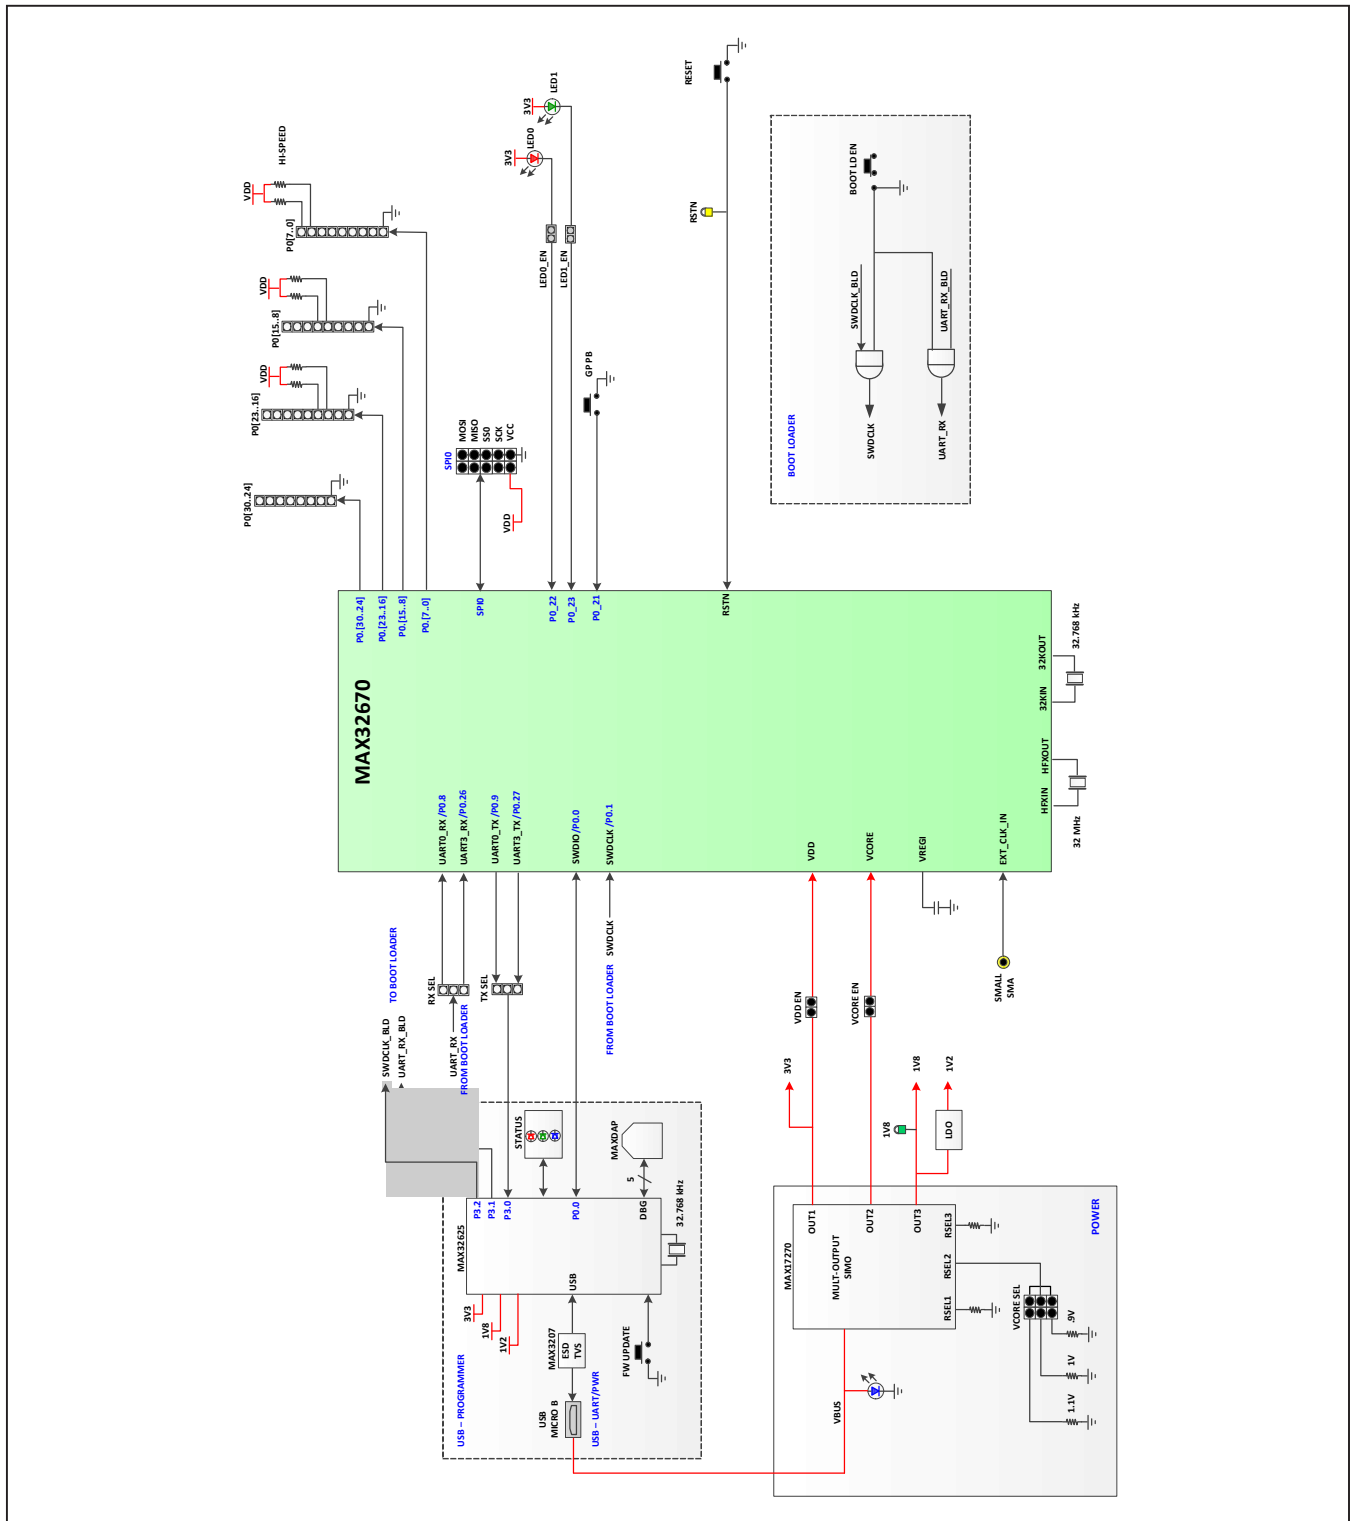 HI-SPEED
VDD
P0[7..0]
VDD
P0[15..8]
VDD
P0[23..16]
P0[30..24]
3V3
LED1
3V3
LED0
LED0_EN
LED1_EN
SPI0
MOSI
MISO
SS0
SCK
VCC
VDD
GPPB
RESET
RSTN
BOOT LOADER
BOOT LD EN
SWDCLK_BLD
UART_RX_BLD
SWDCLK
UART_RX
MAX32670
P0.[30..24]
P0.[23..16]
P0.[15..8]
P0.[7..0]
SPI0
P0_22
P0_23
P0_21
RSTN
32KOUT
32KIN
32.768 kHz
HFXOUT
HFXIN
32 MHz
UART0_RX /P0.8
UART3_RX/P0.26
UART0_TX /P0.9
UART3_TX /P0.27
SWDIO /P0.0
SWDCLK /P0.1
VDD
VCORE
VREGI
EXT_CLK_IN
SMALL
SMA
TO BOOT LOADER
SWDCLK_BLD
UART_RX_BLD
RX SEL
UART_RX
FROM BOOT LOADER
TX SEL
FROM BOOT LOADER
SWDCLK
VDD EN
VCORE EN
3V3
1V8
1V8
1V2
LDO
STATUS
MAXDAP
5
MAX32625
P3.2
P3.1
P3.0
P0.0
DBG
USB
32.768 kHz
3V3
1V8
1V2
MAX3207
ESD
TVS
FW UPDATE
USB
MICRO B
USB – PROGRAMMER
USB – UART/PWR
POWER
MAX17270
MULT-OUTPUT
SIMO
OUT1
OUT2
OUT3
RSEL3
RSEL2
RSEL1
VCORE SEL
.9V
1V
1.1V
VBUS